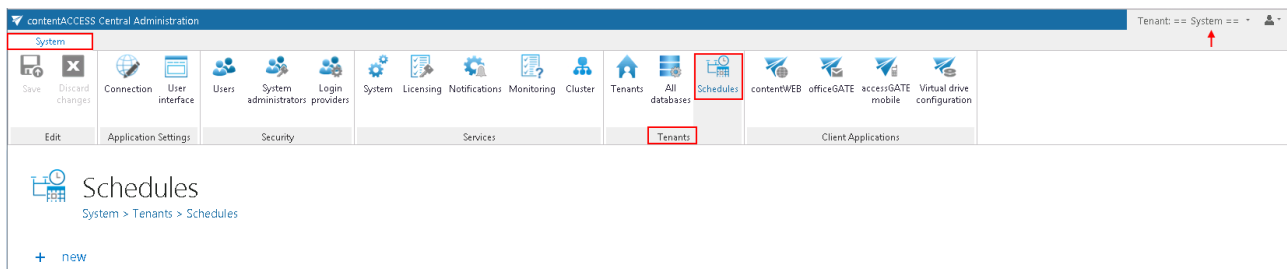 contentACCESS Central Administration
Tenant: == System ==
System
Save Discard changes Connection User interface Users System administrators Login providers System Licensing Notifications Monitoring Cluster Tenants All databases Schedules contentWEB officeGATE accessGATE mobile Virtual drive configuration
Edit Application Settings Security Services Tenants Client Applications
Schedules
System > Tenants > Schedules
+ new